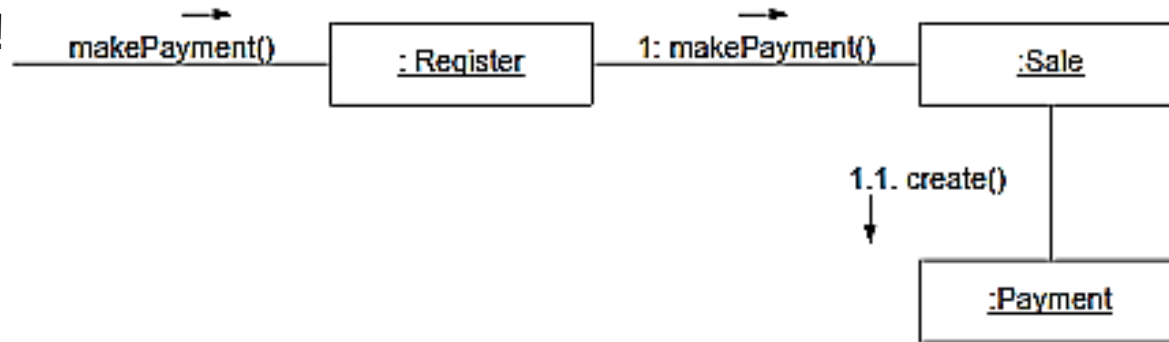 !
makePayment()
: Register
1: makePayment()
:Sale
1.1. create()
:Payment